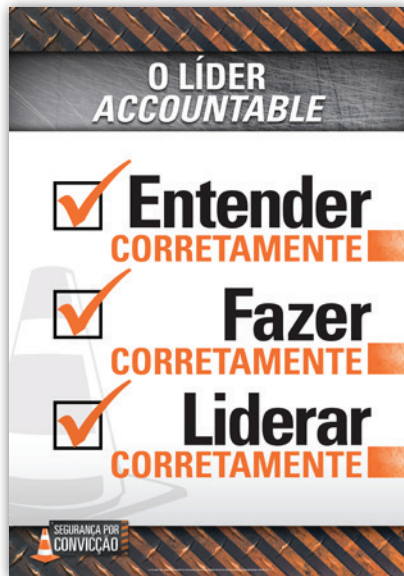 O LÍDER
ACCOUNTABLE
Entender
CORRETAMENTE
Fazer
CORRETAMENTE
Liderar
CORRETAMENTE
SEGURANÇA POR
CONVICÇÃO